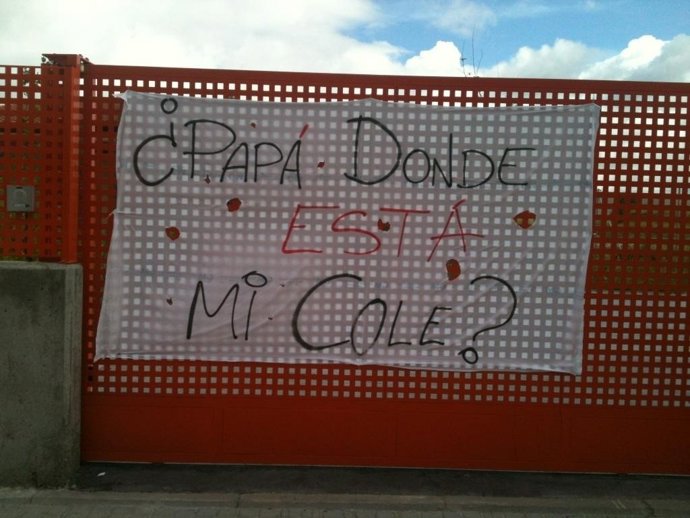 ¿PAPÁ DONDE
ESTÁ
MI COLE?